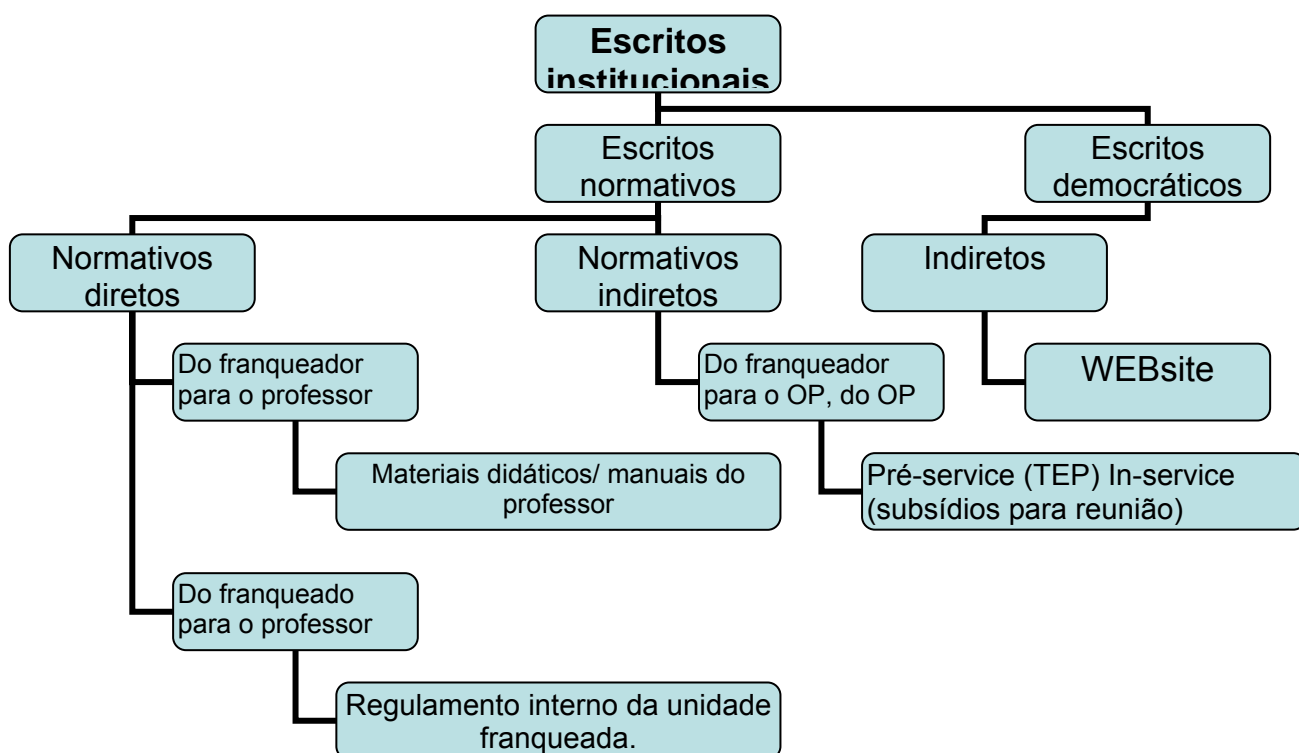 Escritos
institucionais
Escritos
normativos
Escritos
democráticos
Normativos
diretos
Normativos
indiretos
Indiretos
Do franqueador
para o professor
Do franqueador
para o OP, do OP
WEBsite
Materiais didáticos/ manuais do
professor
Pré-service (TEP) In-service
(subsídios para reunião)
Do franqueado
para o professor
Regulamento interno da unidade
franqueada.